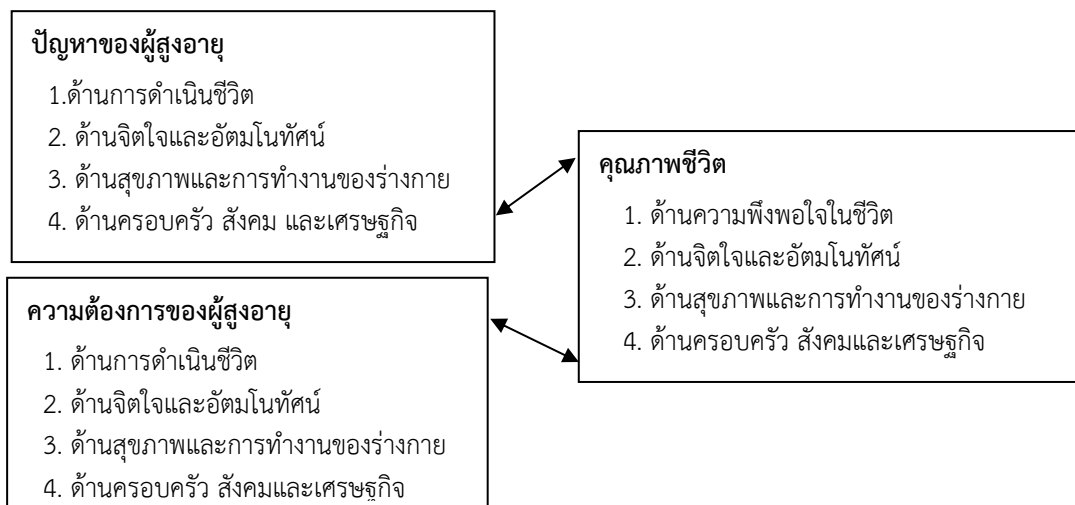 ปัญหาของผู้สูงอายุ
1.ด้านการดำเนินชีวิต
2. ด้านจิตใจและอัตมโนทัศน์
3. ด้านสุขภาพและการทำงานของร่างกาย
4. ด้านครอบครัว สังคม และเศรษฐกิจ
คุณภาพชีวิต
1. ด้านความพึงพอใจในชีวิต
2. ด้านจิตใจและอัตมโนทัศน์
3. ด้านสุขภาพและการทำงานของร่างกาย
4. ด้านครอบครัว สังคมและเศรษฐกิจ
ความต้องการของผู้สูงอายุ
1. ด้านการดำเนินชีวิต
2. ด้านจิตใจและอัตมโนทัศน์
3. ด้านสุขภาพและการทำงานของร่างกาย
4. ด้านครอบครัว สังคมและเศรษฐกิจ